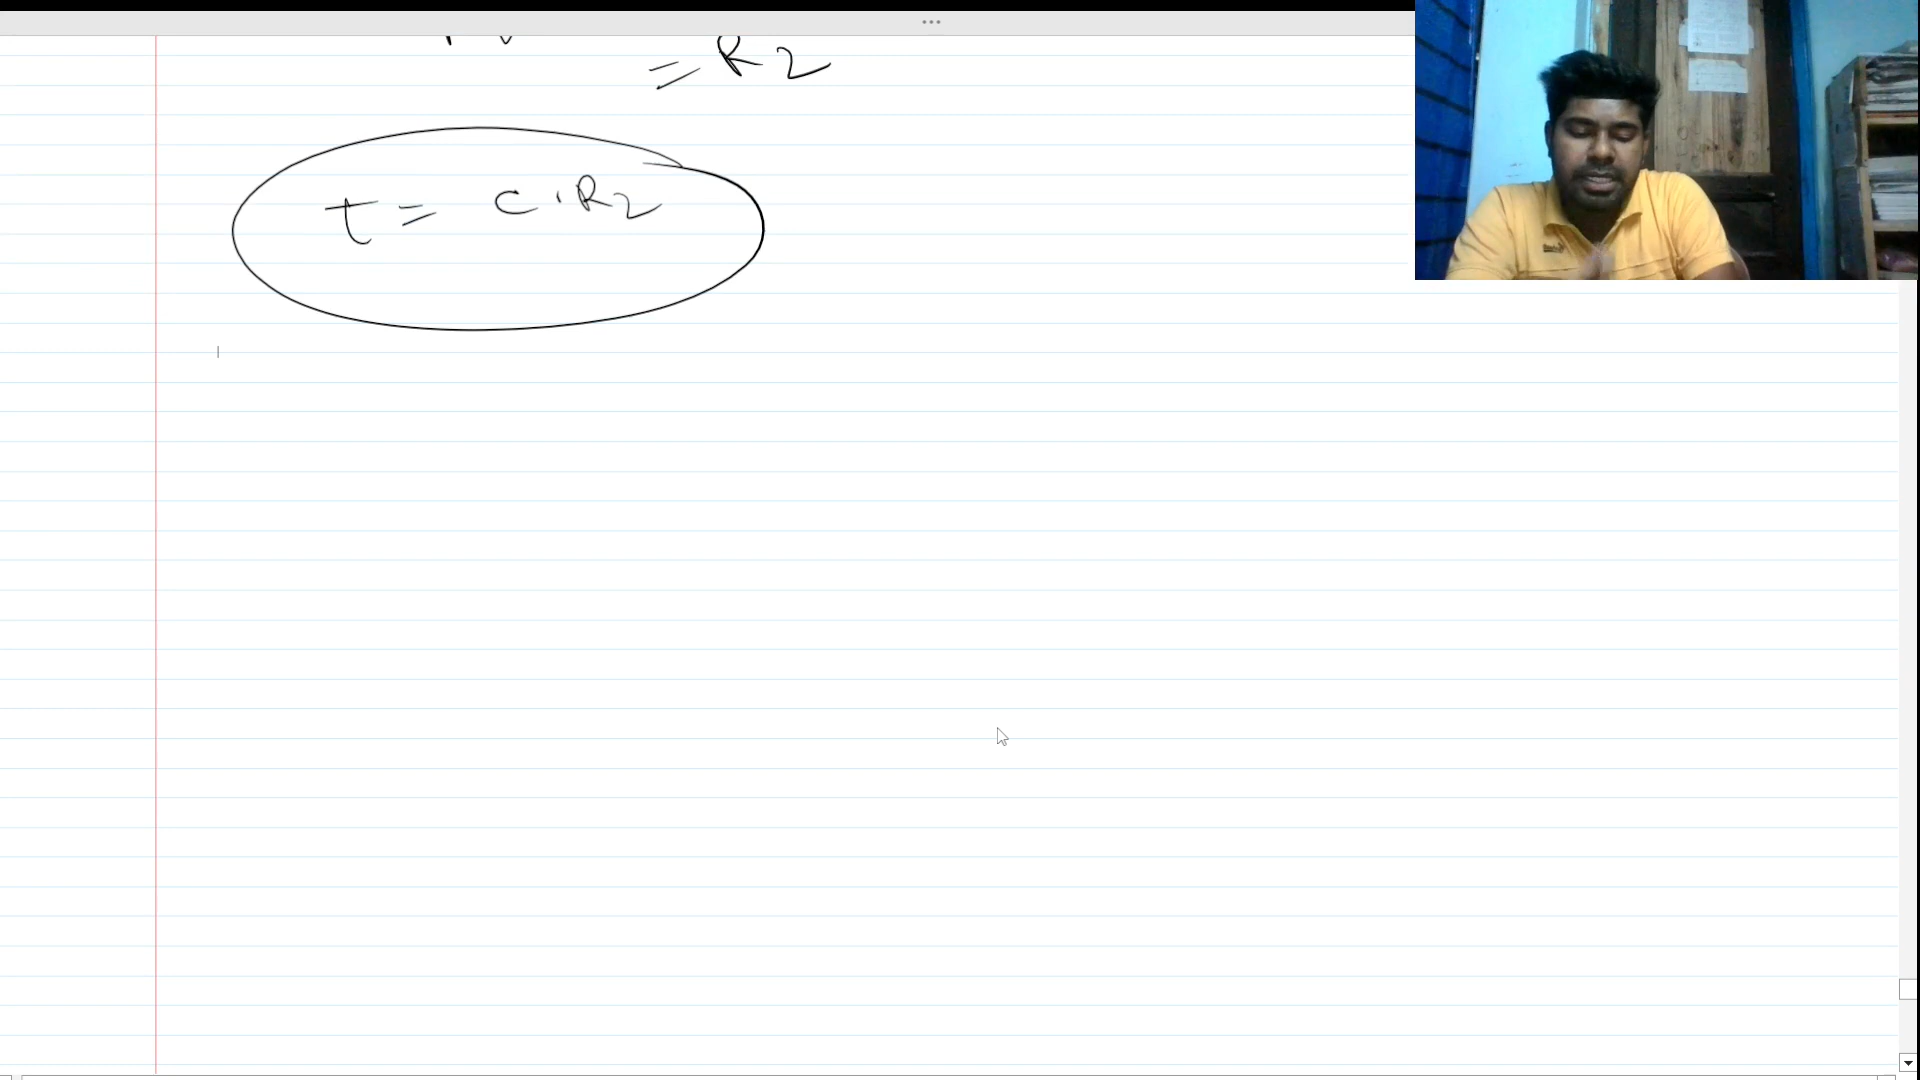 = R2
t = C.R2